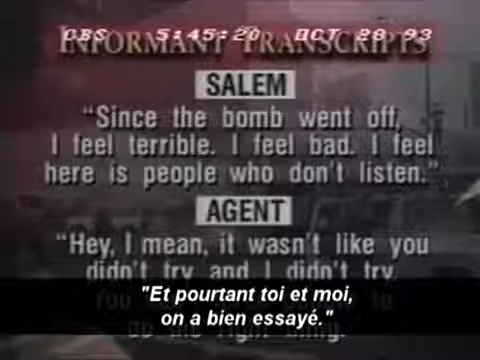 CBS 5:45:20 OCT 28 93
INFORMANT TRANSCRIPTS
SALEM
“Since the bomb went off,
I feel terrible. I feel bad. I feel
here is people who don't listen.”
AGENT
“Hey, I mean, it wasn't like you
didn't try and I didn't try.
You
"Et pourtant toi et moi,
on a bien essayé."